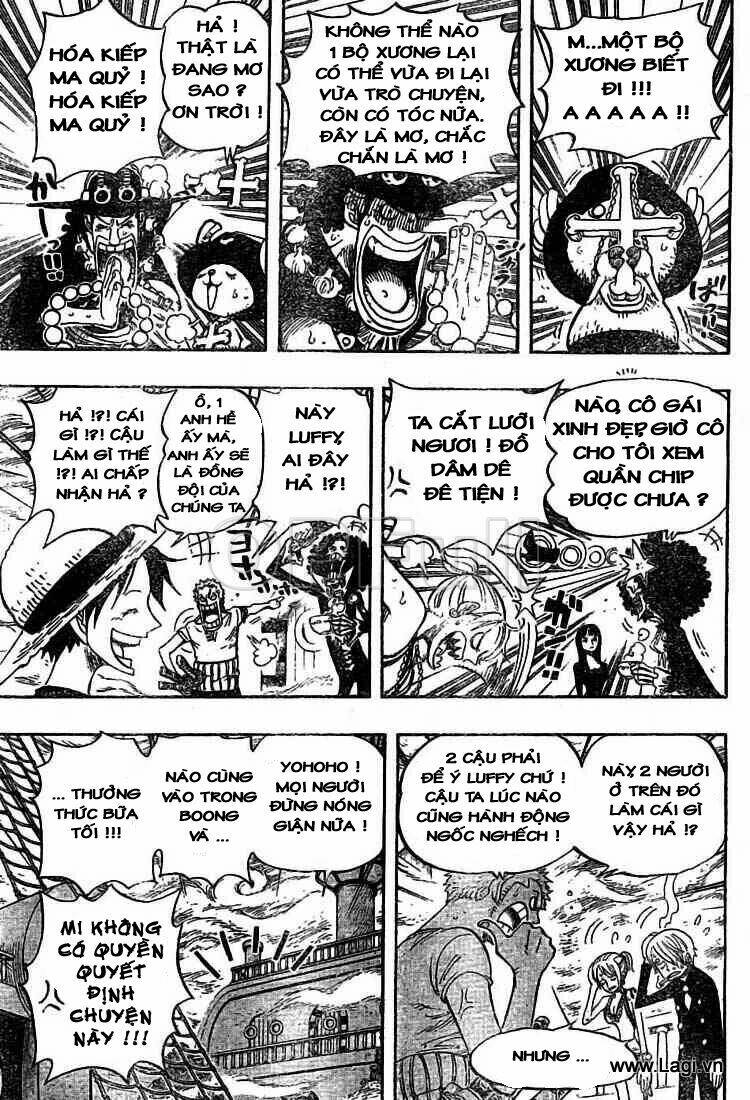 M...MỘT BỘ
XƯƠNG BIẾT
ĐI !!!
A A A A A !!
KHÔNG THỂ NÀO
1 BỘ XƯƠNG LẠI
CÓ THỂ VỪA ĐI LẠI
VỪA TRÒ CHUYỆN,
CÒN CÓ TÓC NỮA.
ĐÂY LÀ MƠ, CHẮC
CHẮN LÀ MƠ !
HẢ !
THẬT LÀ
ĐANG MƠ
SAO ?
ƠN TRỜI !
HÓA KIẾP
MA QUỶ !
HÓA KIẾP
MA QUỶ !
NÀO, CÔ GÁI
XINH ĐẸP, GIỜ CÔ
CHO TÔI XEM
QUẦN CHIP
ĐƯỢC CHƯA ?
TA CẮT LƯỠI
NGƯƠI ! ĐỒ
DÂM DÊ
ĐÊ TIỆN !
NÀY
LUFFY,
AI ĐÂY
HẢ !?!
Ồ, 1
ANH HỀ
ẤY MÀ,
ANH ẤY SẼ
LÀ ĐỒNG
ĐỘI CỦA
CHÚNG TA
HẢ !?! CÁI
GÌ !?! CẬU
LÀM GÌ THẾ
!?! AI CHẤP
NHẬN HẢ ?
NÀY, 2 NGƯỜI
Ở TRÊN ĐÓ
LÀM CÁI GÌ
VẬY HẢ !?
2 CẬU PHẢI
ĐỂ Ý LUFFY CHỨ !
CẬU TA LÚC NÀO
CŨNG HÀNH ĐỘNG
NGỐC NGHẾCH !
NHƯNG ...
YOHOHO !
MỌI NGƯỜI
ĐỪNG NÓNG
GIẬN NỮA !
NÀO CÙNG
VÀO TRONG
BOONG
VÀ ...
... THƯỞNG
THỨC BỮA
TỐI !!!
MI KHÔNG
CÓ QUYỀN
QUYẾT
ĐỊNH
CHUYỆN
NÀY !!!
www.Lagi.vn